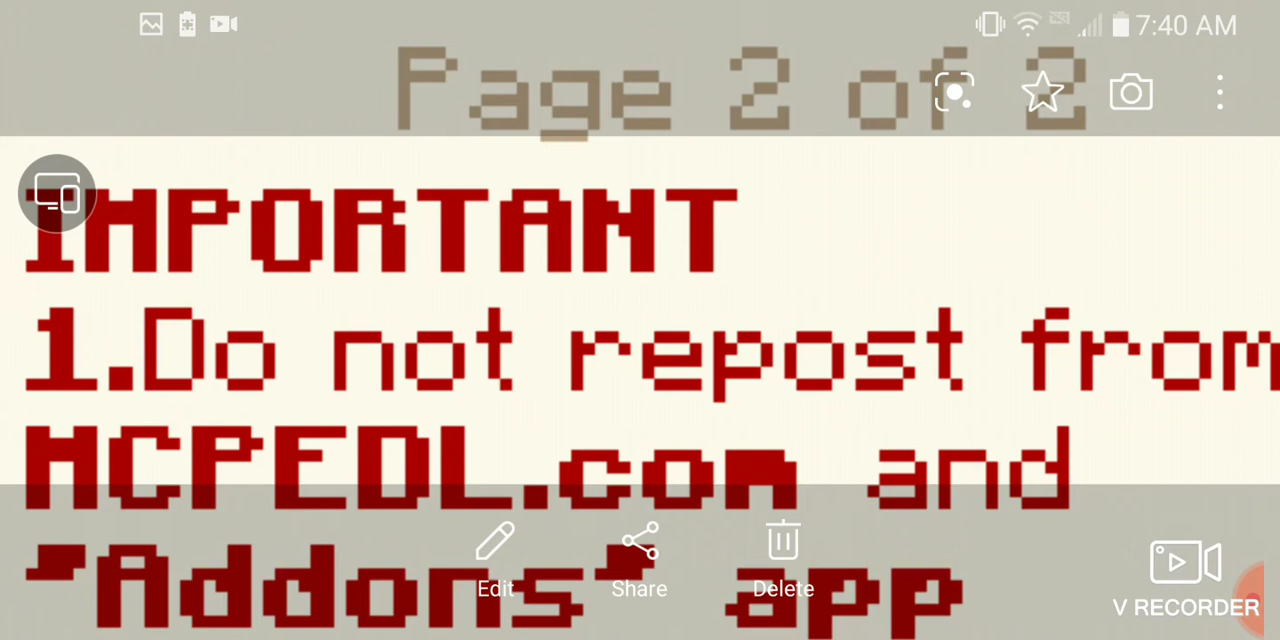 7:40 AM
Page 2 of 2
IMPORTANT
1.Do not repost from
MCPEDL.com and
"Addons" app
Edit Share Delete
V RECORDER